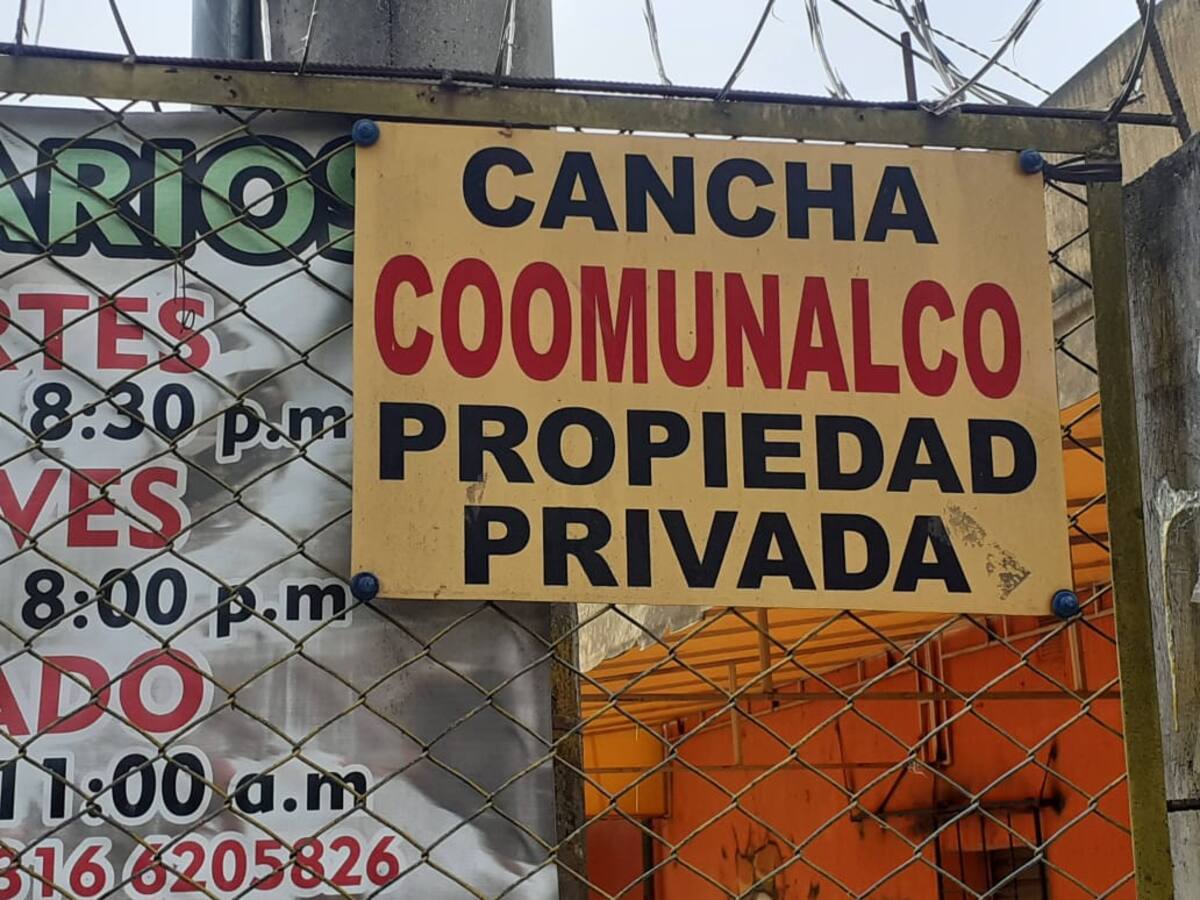 ARIOS
RTES
8:30 p.m
VES
8:00 p.m
ADO
11:00 a.m
316 6205826
CANCHA
COOMUNALCO
PROPIEDAD
PRIVADA